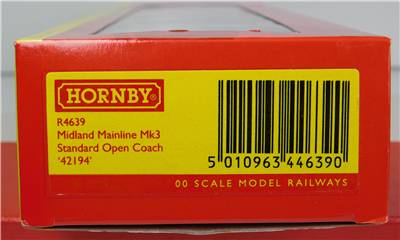 HORNBY®
R4639
Midland Mainline Mk3
Standard Open Coach
'42194'
5 010963 446390
00 SCALE MODEL RAILWAYS